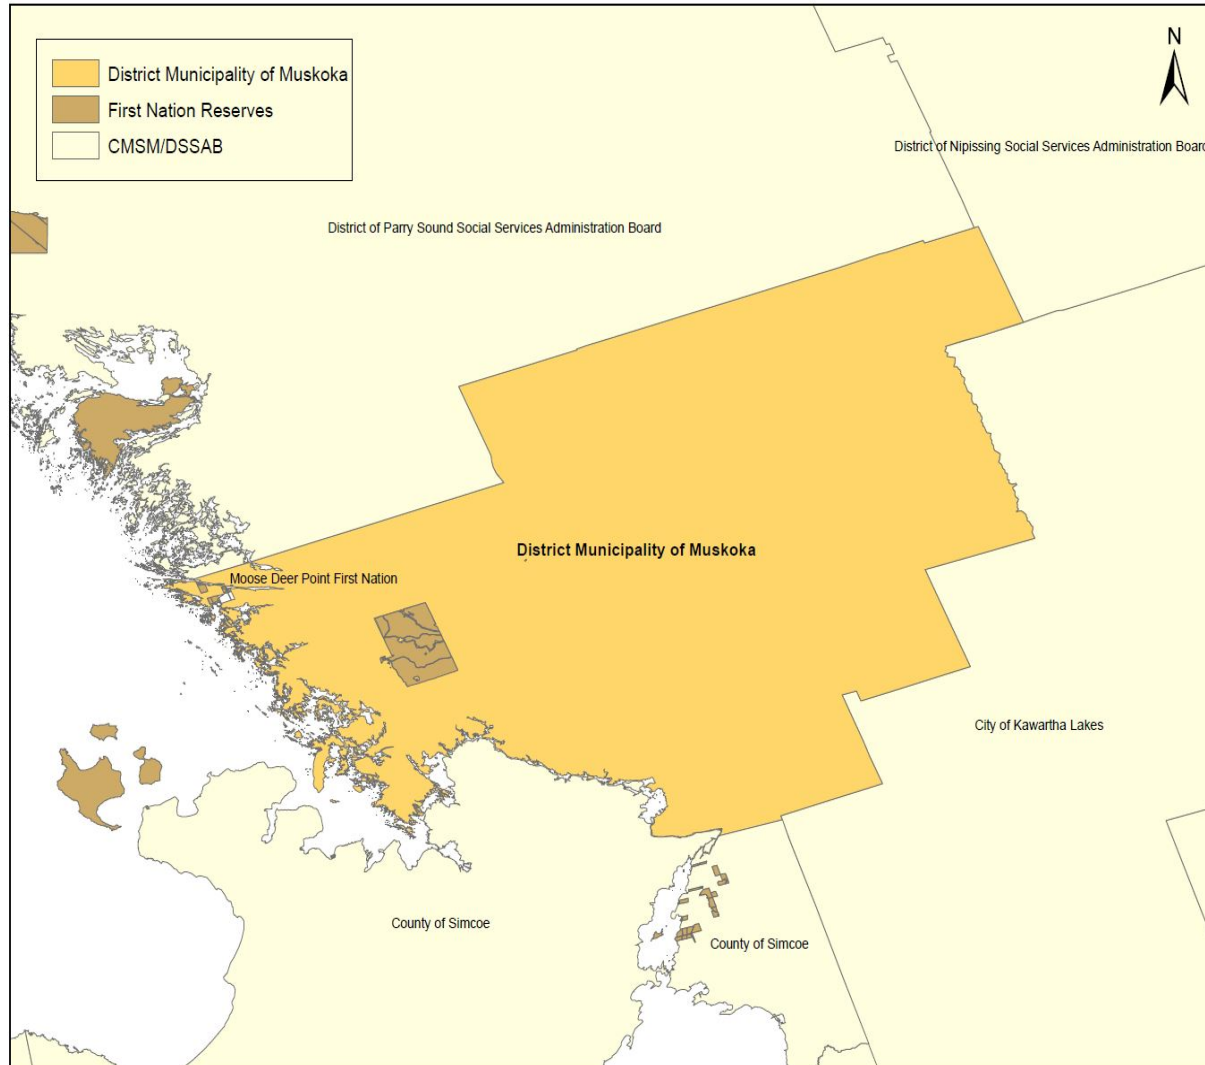 District Municipality of Muskoka
First Nation Reserves
CMSM/DSSAB
N
District of Nipissing Social Services Administration Board
District of Parry Sound Social Services Administration Board
District Municipality of Muskoka
Moose Deer Point First Nation
City of Kawartha Lakes
County of Simcoe
County of Simcoe